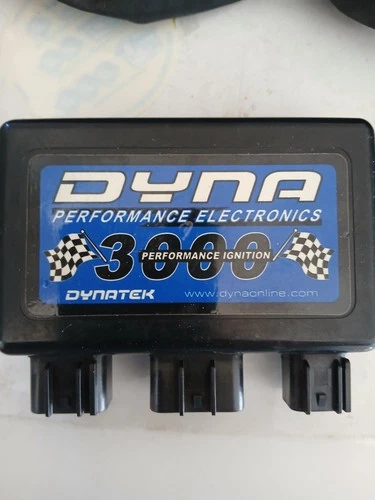 DYNA
PERFORMANCE ELECTRONICS
3000
PERFORMANCE IGNITION
DYNATEK www.dynaonline.com